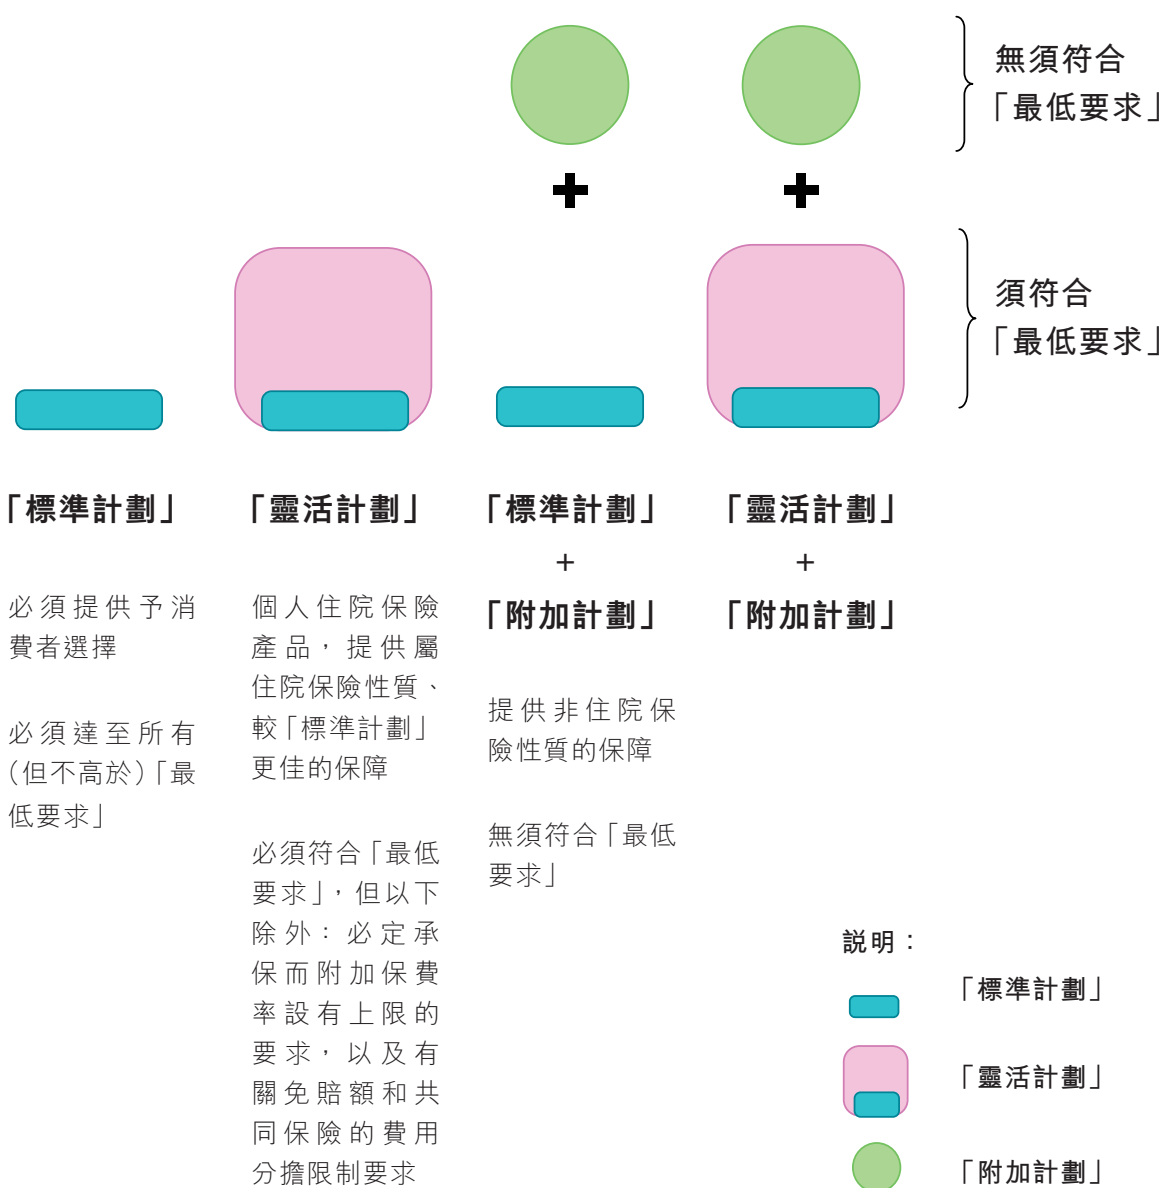 無須符合
「最低要求」
須符合
「最低要求」
「標準計劃」
必須提供予消
費者選擇
必須達至所有
(但不高於)「最
低要求」
「靈活計劃」
個人住院保險
產品，提供屬
住院保險性質、
較「標準計劃」
更佳的保障
必須符合「最低
要求」，但以下
除外：必定承
保而附加保費
率設有上限的
要求，以及有
關免賠額和共
同保險的費用
分擔限制要求
「標準計劃」
+
「附加計劃」
提供非住院保
險性質的保障
無須符合「最低
要求」
「靈活計劃」
+
「附加計劃」
説明：
「標準計劃」
「靈活計劃」
「附加計劃」